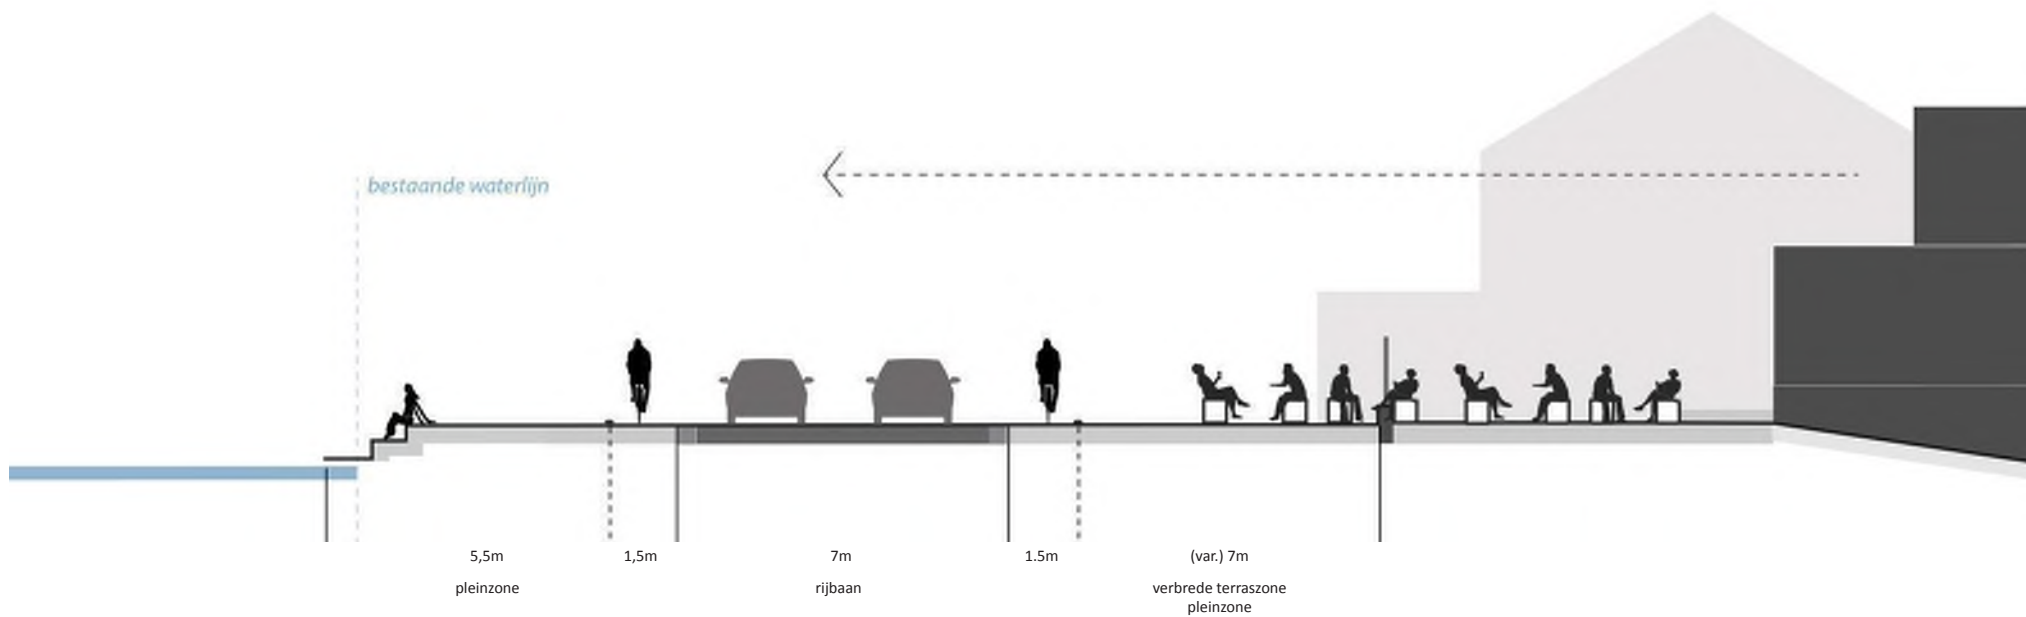 bestaande waterlijn
5,5m
1,5m
7m
1.5m
(var.) 7m
pleinzone
rijbaan
verbrede terraszone
pleinzone